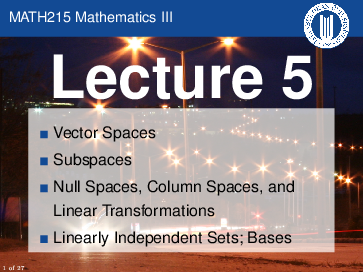 MATH215 Mathematics III
Lecture 5
Vector Spaces
Subspaces
Null Spaces, Column Spaces, and
Linear Transformations
Linearly Independent Sets; Bases
1 of 27